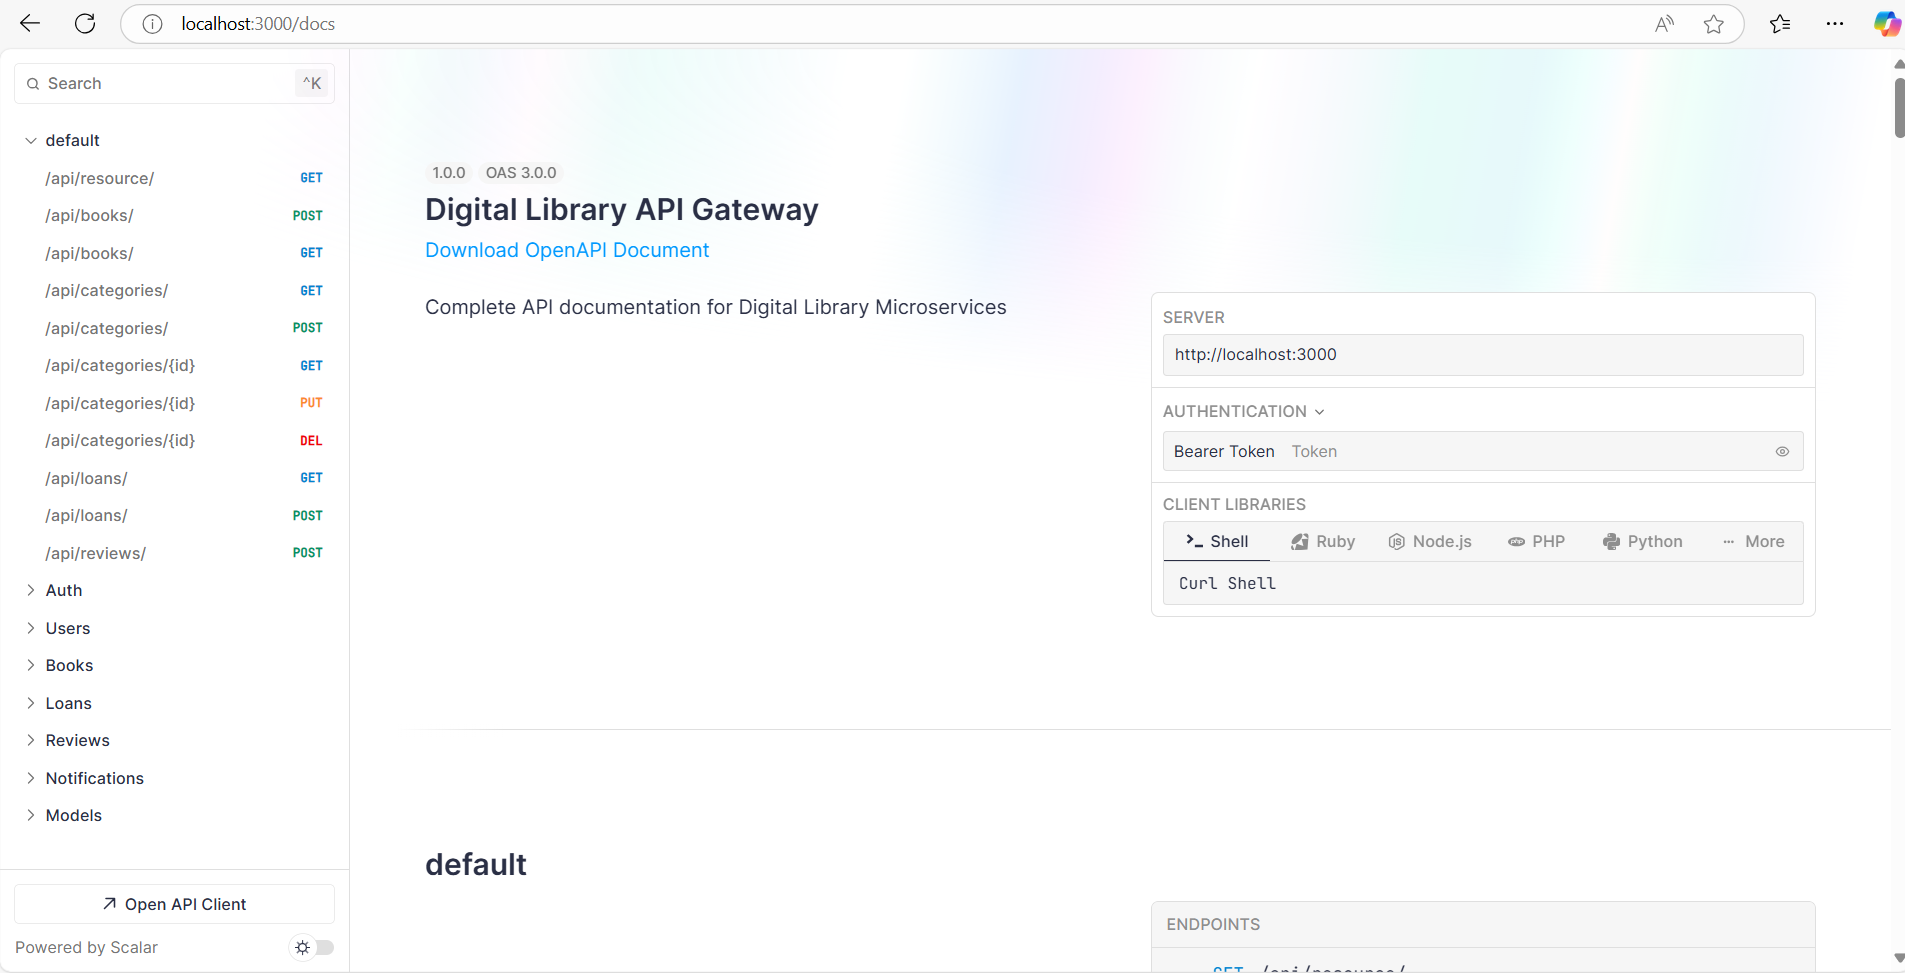 localhost:3000/docs
Search ^K
default
/api/resource/ GET
/api/books/ POST
/api/books/ GET
/api/categories/ GET
/api/categories/ POST
/api/categories/{id} GET
/api/categories/{id} PUT
/api/categories/{id} DEL
/api/loans/ GET
/api/loans/ POST
/api/reviews/ POST
Auth
Users
Books
Loans
Reviews
Notifications
Models
Open API Client
Powered by Scalar
1.0.0 OAS 3.0.0
Digital Library API Gateway
Download OpenAPI Document
Complete API documentation for Digital Library Microservices
SERVER
http://localhost:3000
AUTHENTICATION
Bearer Token Token
CLIENT LIBRARIES
Shell Ruby Node.js PHP Python More
Curl Shell
default
ENDPOINTS
GET /api/resource/